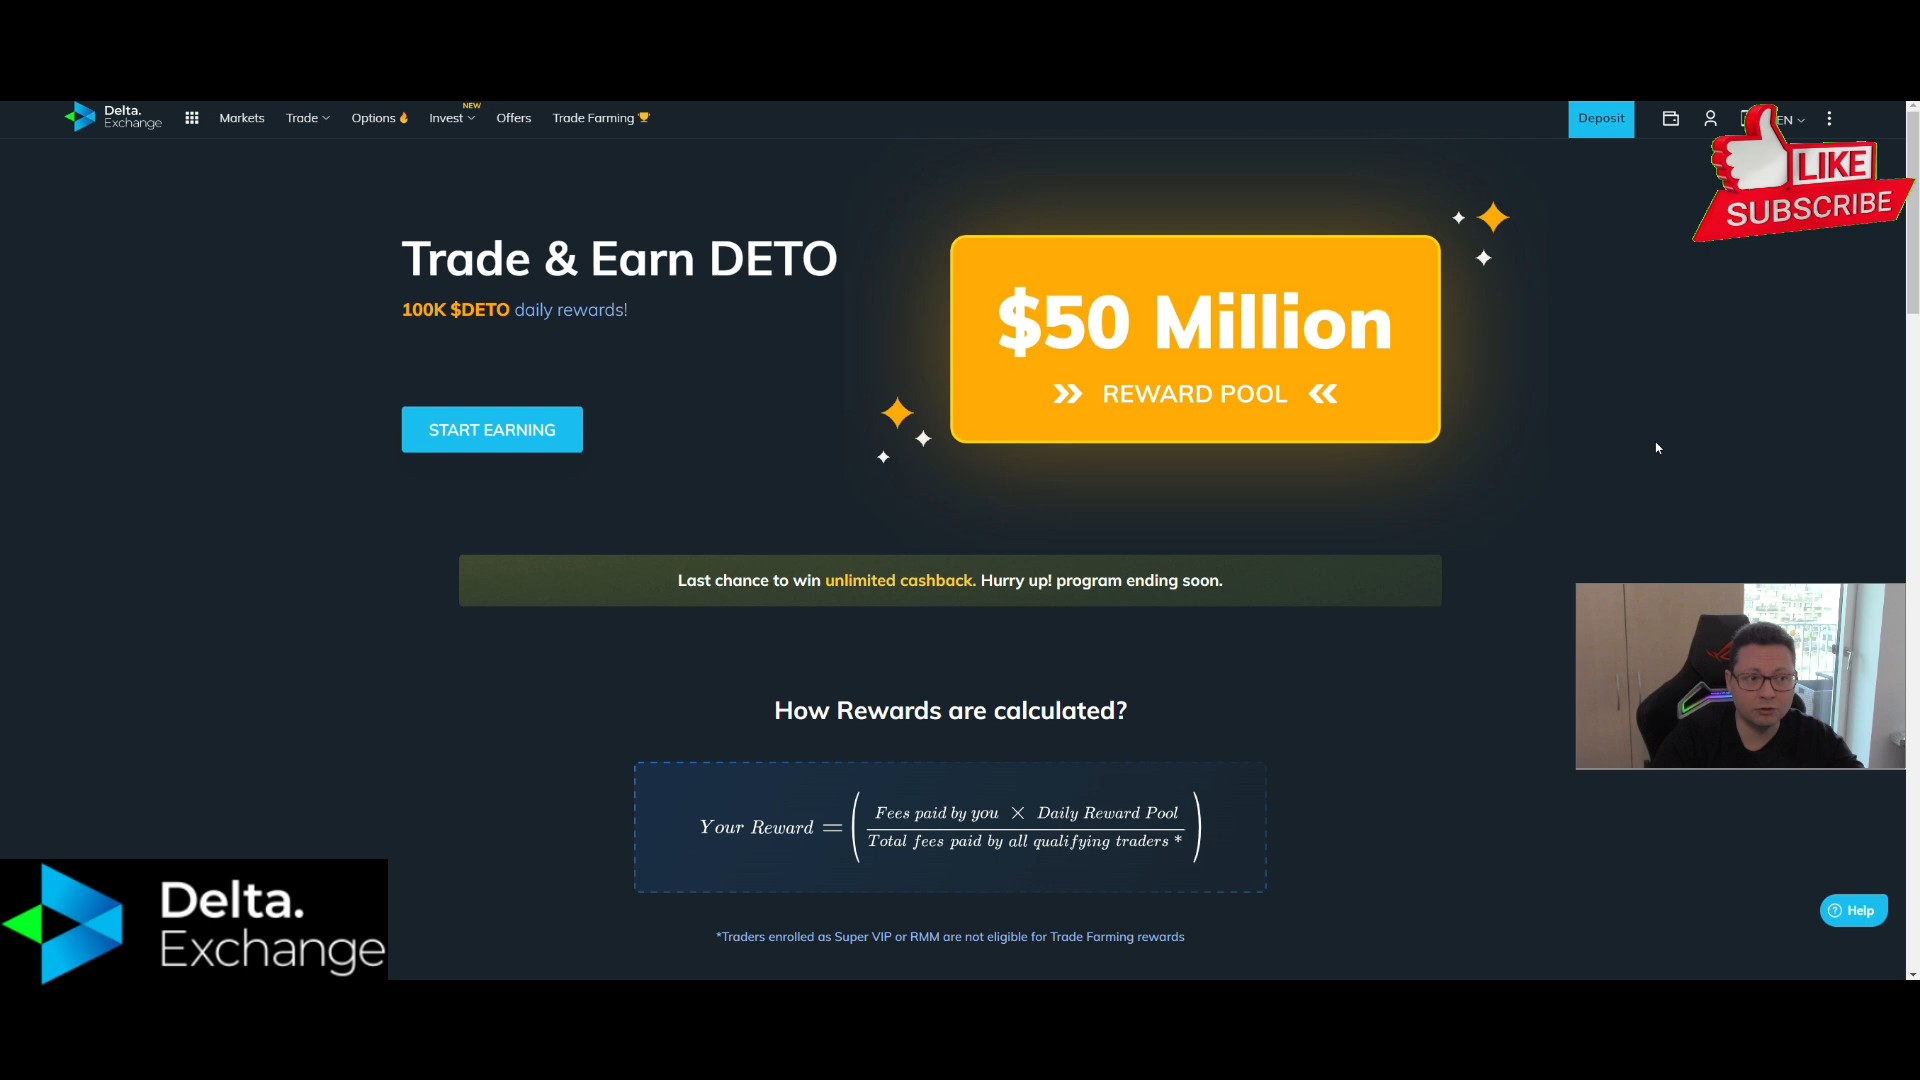 Delta.
Exchange
Markets
Trade
Options
Invest
NEW
Offers
Trade Farming
Deposit
EN
LIKE
SUBSCRIBE
Trade & Earn DETO
100K $DETO daily rewards!
START EARNING
$50 Million
REWARD POOL
Last chance to win unlimited cashback. Hurry up! program ending soon.
How Rewards are calculated?
Your Reward = ( Fees paid by you × Daily Reward Pool
Total fees paid by all qualifying traders * )
*Traders enrolled as Super VIP or RMM are not eligible for Trade Farming rewards
Help
Delta.
Exchange